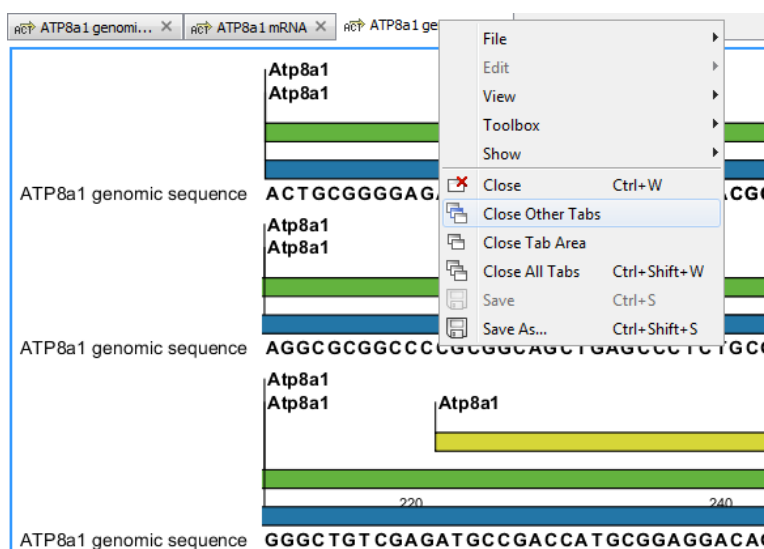 ATP8a1 genomi... ATP8a1 mRNA ATP8a1 ge
File
Edit
View
Toolbox
Show
Close Ctrl+W
Close Other Tabs
Close Tab Area
Close All Tabs Ctrl+Shift+W
Save Ctrl+S
Save As... Ctrl+Shift+S
Atp8a1
Atp8a1
ATP8a1 genomic sequence ACTGCGGGGAG
Atp8a1
Atp8a1
ATP8a1 genomic sequence AGGCGCGGCCCCGCGGCAGCTGAGCCCTCTGC
Atp8a1
Atp8a1 Atp8a1
220 240
ATP8a1 genomic sequence GGGCTGTCGAGATGCCGACCATGCGGAGGACA